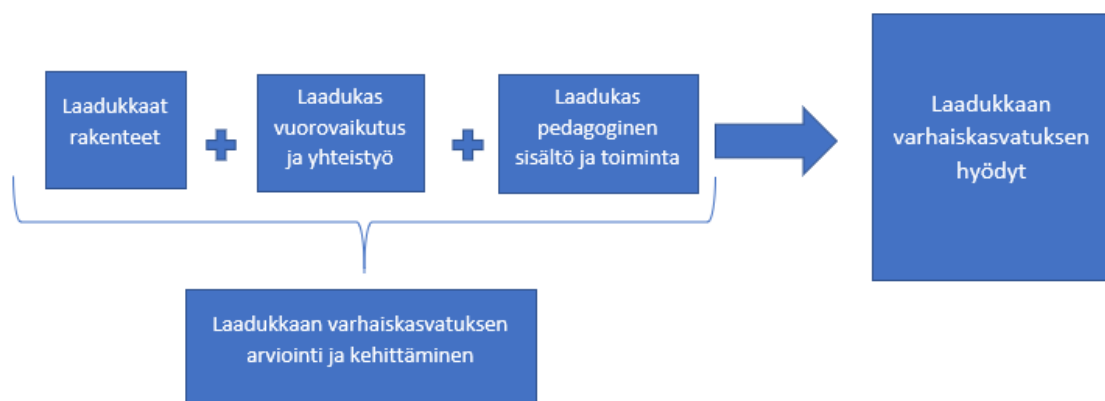 Laadukkaat
rakenteet
Laadukas
vuorovaikutus
ja yhteistyö
Laadukas
pedagoginen
sisältö ja toiminta
Laadukkaan
varhaiskasvatuksen
hyödyt
Laadukkaan varhaiskasvatuksen
arviointi ja kehittäminen